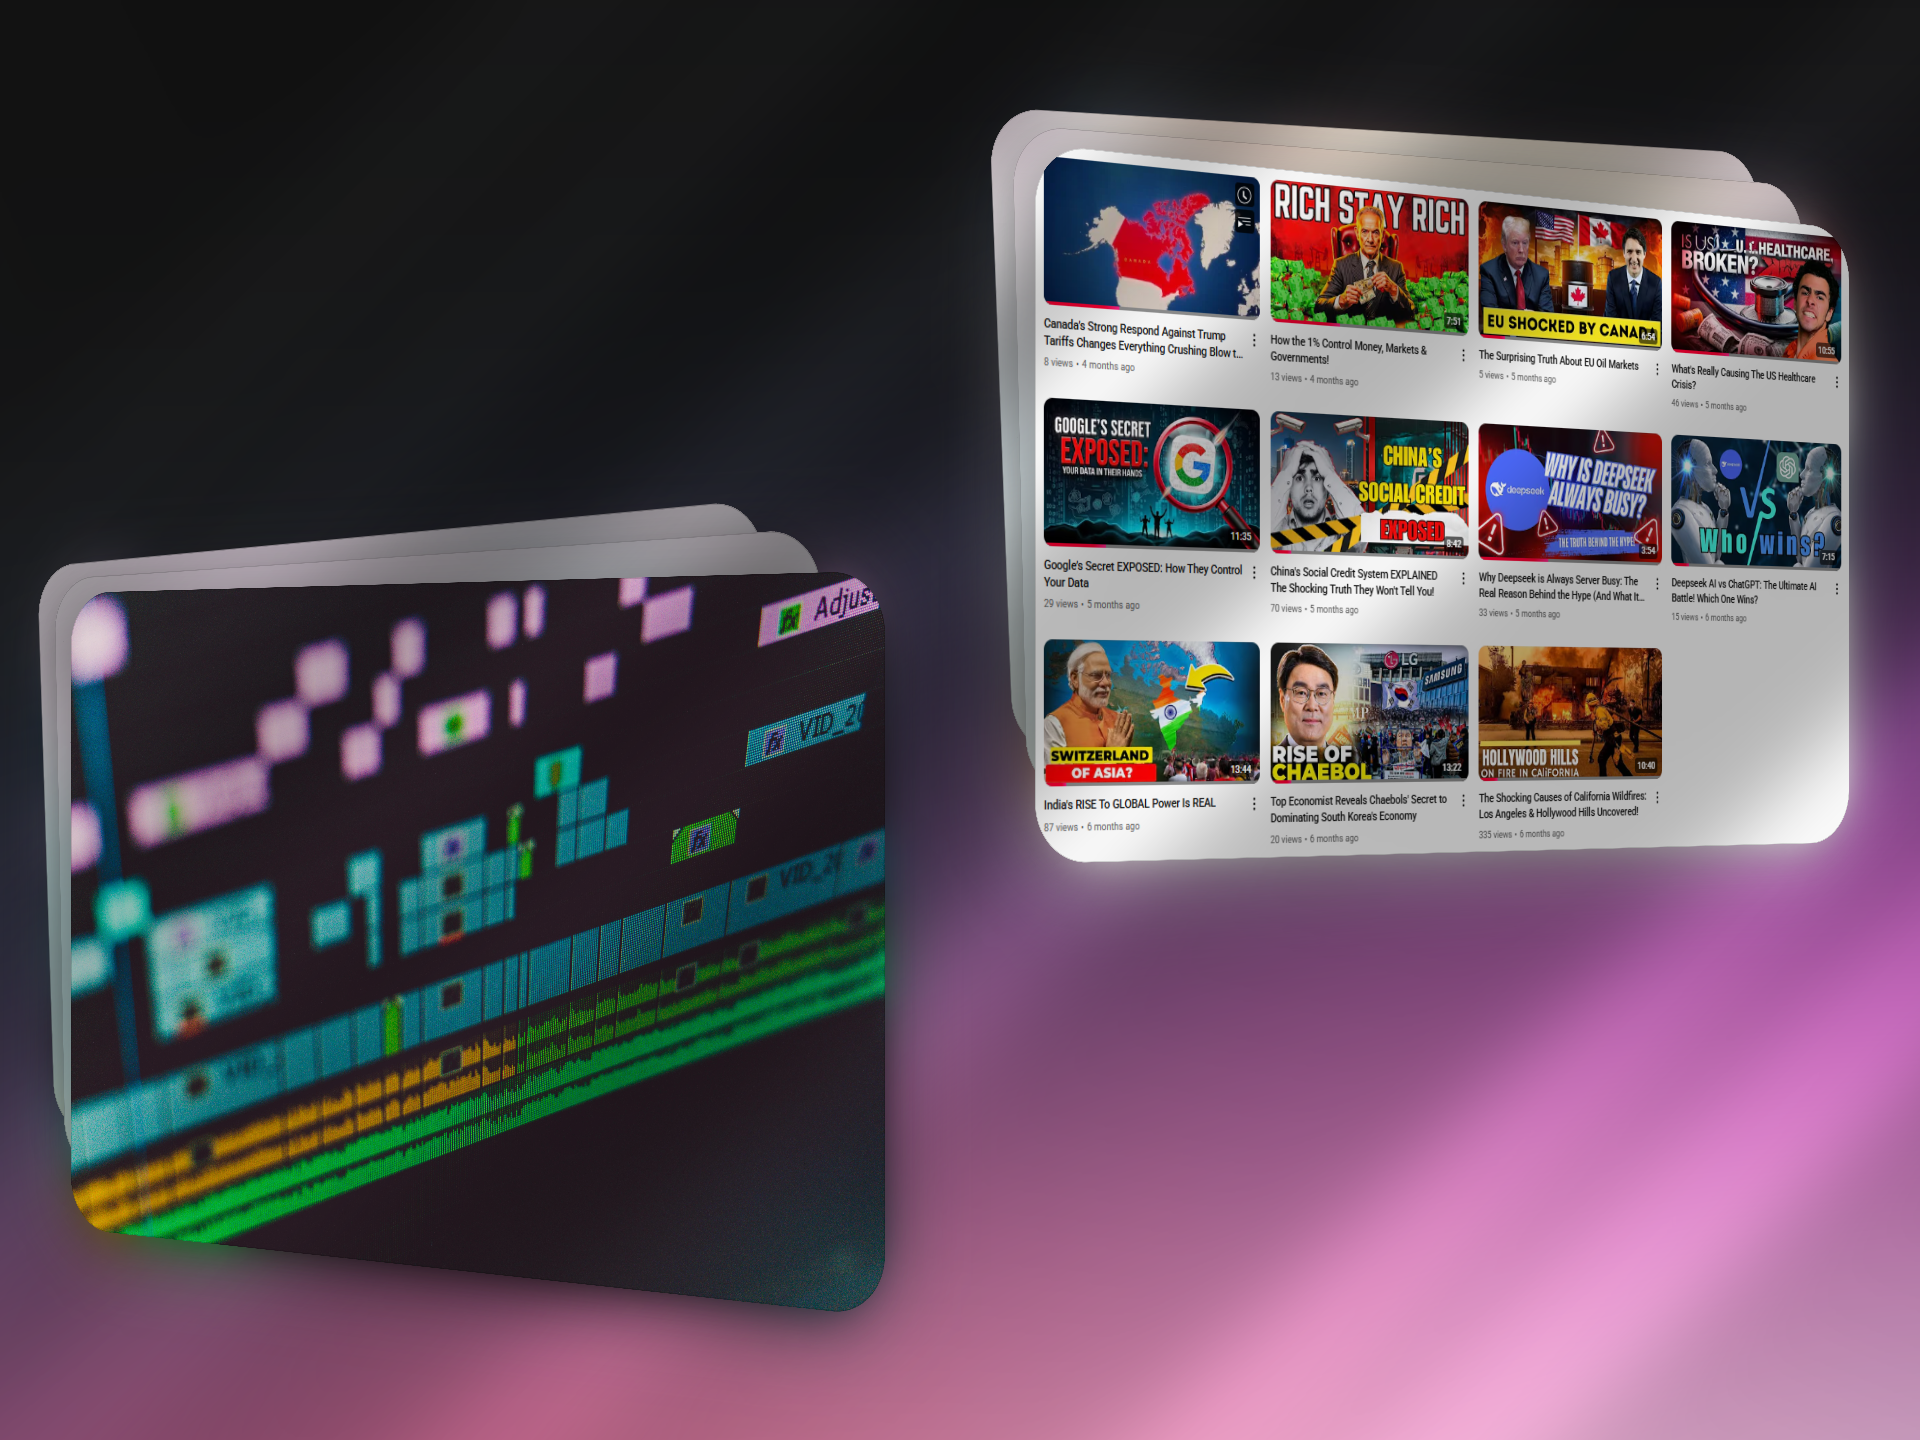 RICH STAY RICH
7:51
EU SHOCKED BY CANADA
6:54
U.S. HEALTHCARE,
BROKEN?
10:55
CANADA
Canada's Strong Respond Against Trump
Tariffs Changes Everything Crushing Blow t...
8 views • 4 months ago
How the 1% Control Money, Markets &
Governments!
13 views • 4 months ago
The Surprising Truth About EU Oil Markets
5 views • 5 months ago
What's Really Causing The US Healthcare
Crisis?
46 views • 5 months ago
GOOGLE'S SECRET
EXPOSED:
YOUR DATA IN THEIR HANDS
11:35
CHINA'S
SOCIAL CREDIT
EXPOSED
8:42
deepseek
WHY IS DEEPSEEK
ALWAYS BUSY?
THE TRUTH BEHIND THE HYPE!
3:54
VS
Who wins?
7:15
Google's Secret EXPOSED: How They Control
Your Data
29 views • 5 months ago
China's Social Credit System EXPLAINED
The Shocking Truth They Won't Tell You!
70 views • 5 months ago
Why Deepseek is Always Server Busy: The
Real Reason Behind the Hype (And What It...
33 views • 5 months ago
Deepseek AI vs ChatGPT: The Ultimate AI
Battle! Which One Wins?
15 views • 6 months ago
SWITZERLAND
OF ASIA?
13:44
LG
SAMSUNG
RISE OF
CHAEBOL
13:22
HOLLYWOOD HILLS
ON FIRE IN CAliFORNIA
10:40
India's RISE To GLOBAL Power Is REAL
87 views • 6 months ago
Top Economist Reveals Chaebols' Secret to
Dominating South Korea's Economy
20 views • 6 months ago
The Shocking Causes of California Wildfires:
Los Angeles & Hollywood Hills Uncovered!
335 views • 6 months ago
fx Adjus
fx VID_20
fx
VID_20